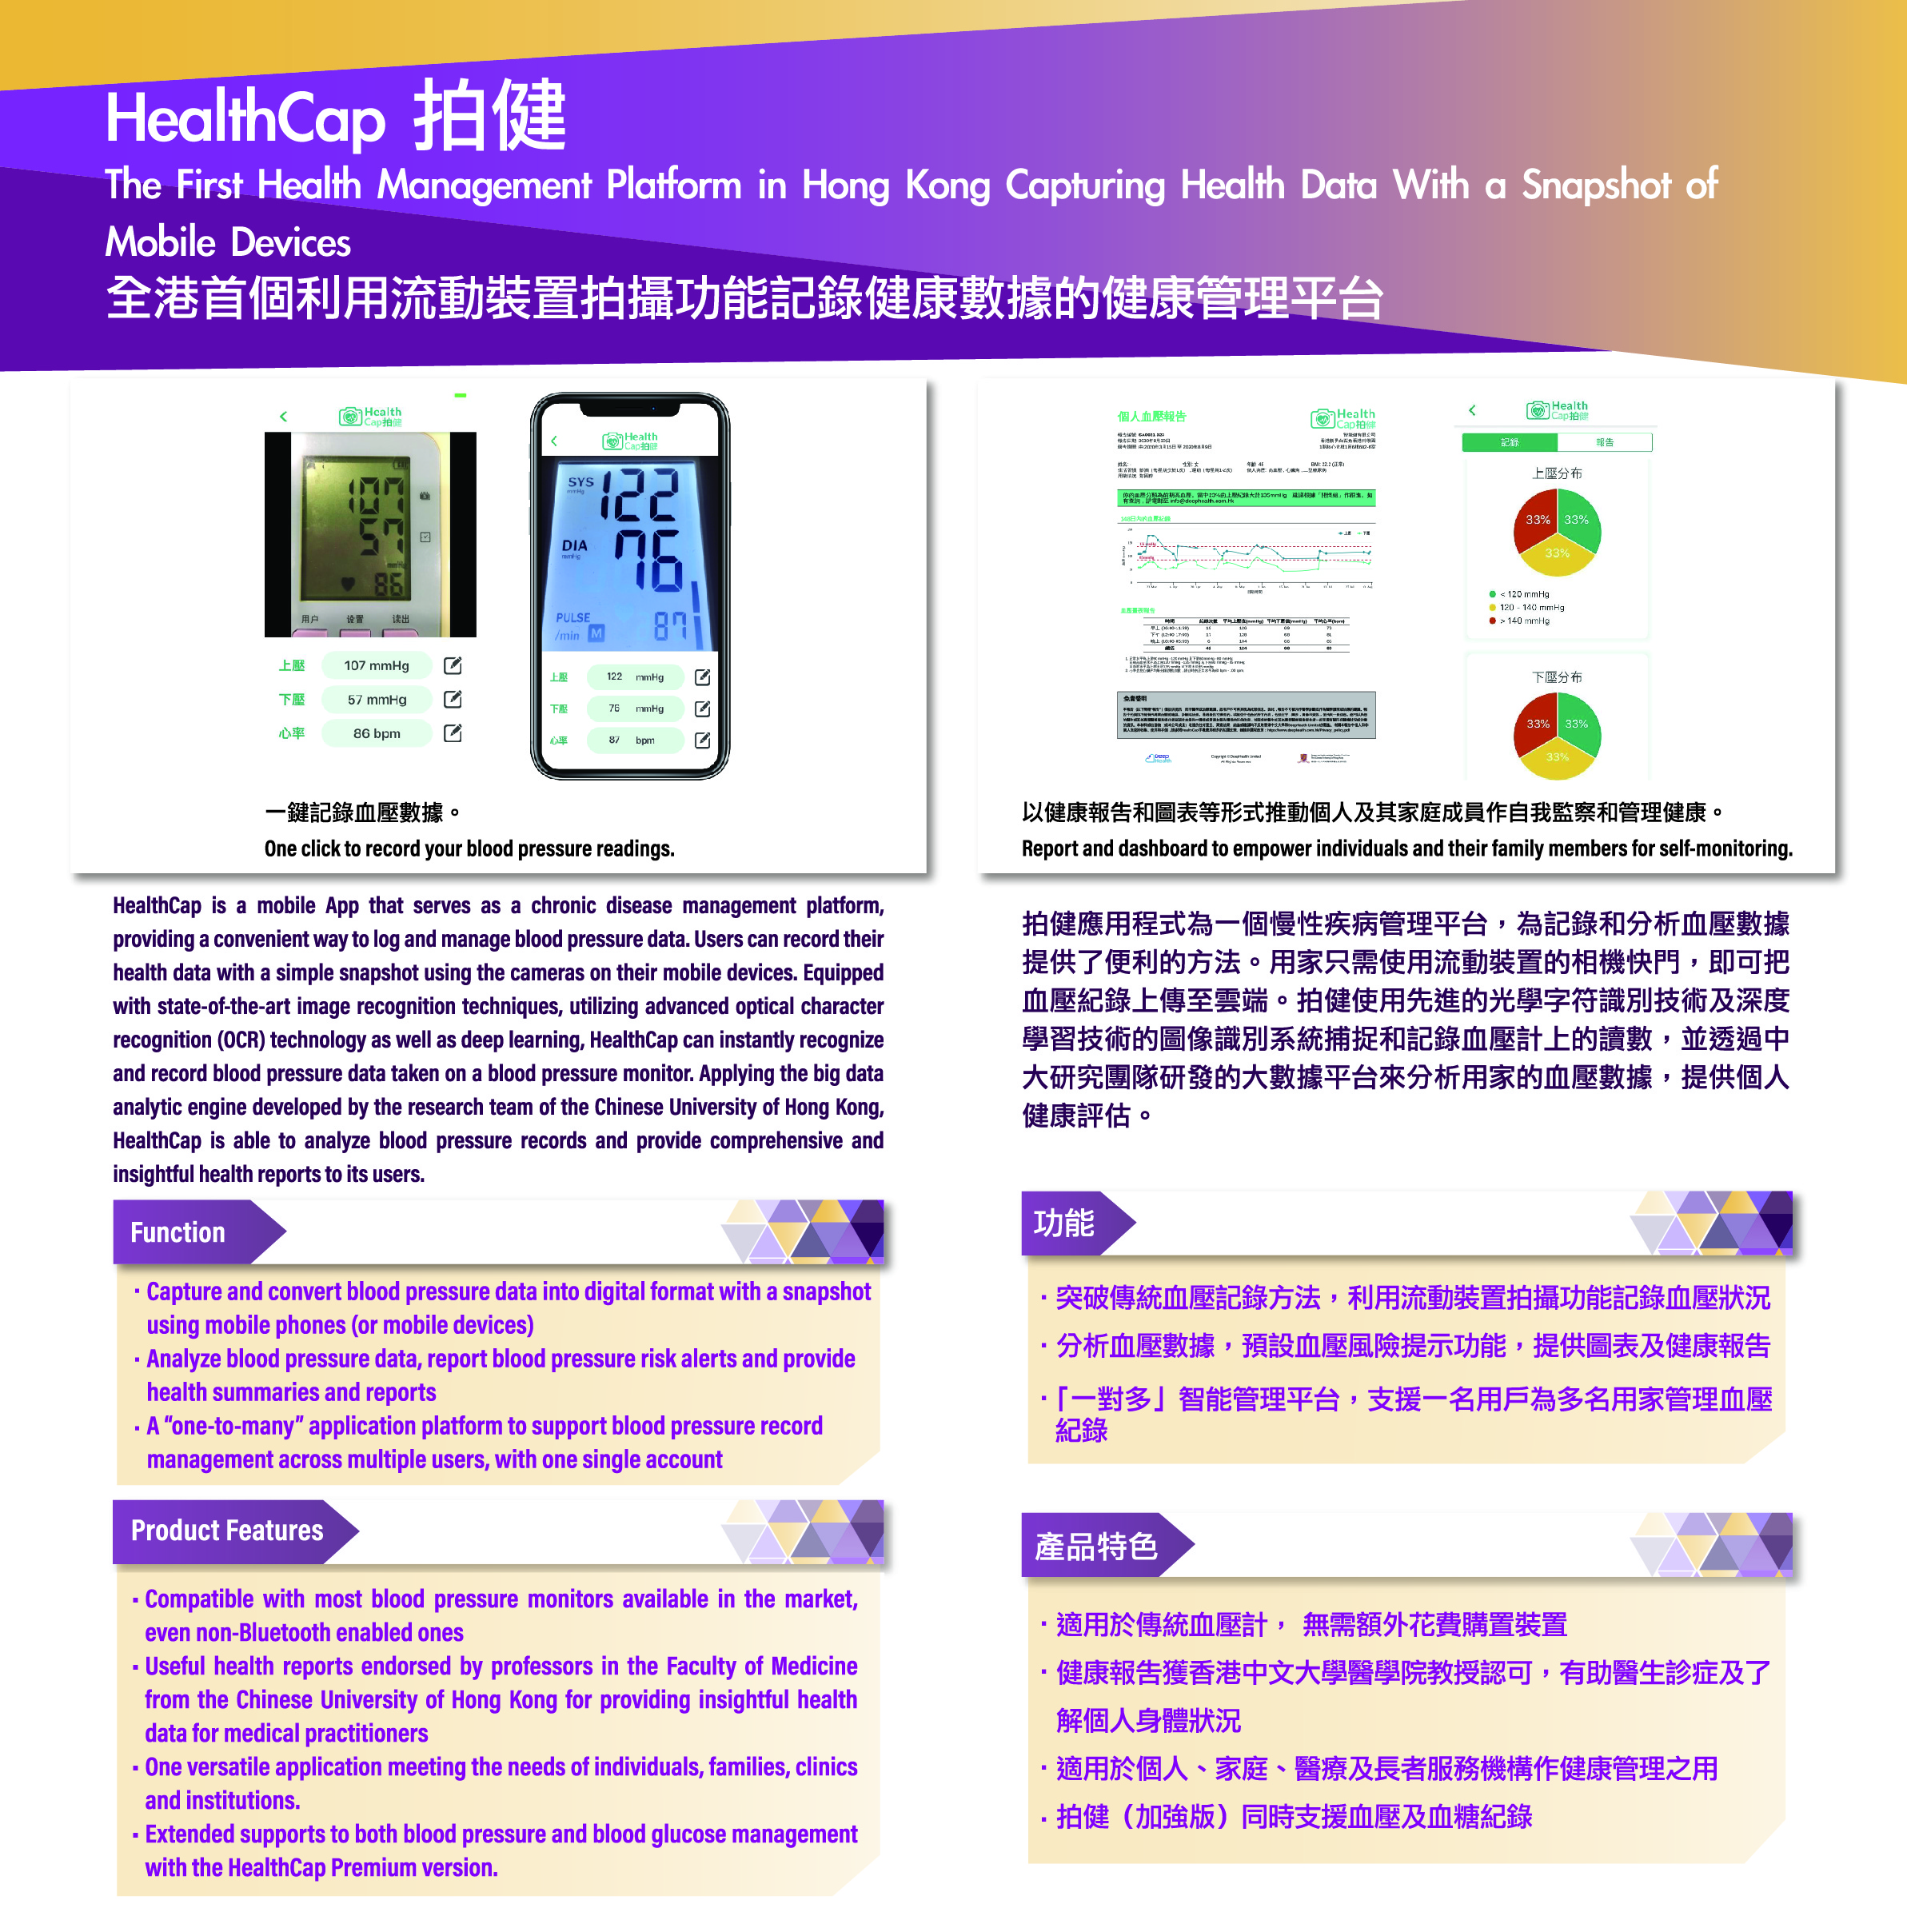 HealthCap 拍健
The First Health Management Platform in Hong Kong Capturing Health Data With a Snapshot of
Mobile Devices
全港首個利用流動裝置拍攝功能記錄健康數據的健康管理平台
Health
Cap拍健
107
57
mmHg
86
用户 设置 读出
上壓 107 mmHg
下壓 57 mmHg
心率 86 bpm
Health
Cap拍健
SYS
mmHg
122
DIA
mmHg
76
PULSE
/min M 87
上壓 122 mmHg
下壓 76 mmHg
心率 87 bpm
一鍵記錄血壓數據。
One click to record your blood pressure readings.
個人血壓報告
Health
Cap拍健
免責聲明
Health
Cap拍健
記錄 報告
上壓分布
33% 33%
33%
< 120 mmHg
120 - 140 mmHg
> 140 mmHg
下壓分布
33% 33%
33%
以健康報告和圖表等形式推動個人及其家庭成員作自我監察和管理健康。
Report and dashboard to empower individuals and their family members for self-monitoring.
HealthCap is a mobile App that serves as a chronic disease management platform,
providing a convenient way to log and manage blood pressure data. Users can record their
health data with a simple snapshot using the cameras on their mobile devices. Equipped
with state-of-the-art image recognition techniques, utilizing advanced optical character
recognition (OCR) technology as well as deep learning, HealthCap can instantly recognize
and record blood pressure data taken on a blood pressure monitor. Applying the big data
analytic engine developed by the research team of the Chinese University of Hong Kong,
HealthCap is able to analyze blood pressure records and provide comprehensive and
insightful health reports to its users.
拍健應用程式為一個慢性疾病管理平台，為記錄和分析血壓數據
提供了便利的方法。用家只需使用流動裝置的相機快門，即可把
血壓紀錄上傳至雲端。拍健使用先進的光學字符識別技術及深度
學習技術的圖像識別系統捕捉和記錄血壓計上的讀數，並透過中
大研究團隊研發的大數據平台來分析用家的血壓數據，提供個人
健康評估。
Function
· Capture and convert blood pressure data into digital format with a snapshot
using mobile phones (or mobile devices)
· Analyze blood pressure data, report blood pressure risk alerts and provide
health summaries and reports
· A “one-to-many” application platform to support blood pressure record
management across multiple users, with one single account
功能
· 突破傳統血壓記錄方法，利用流動裝置拍攝功能記錄血壓狀況
· 分析血壓數據，預設血壓風險提示功能，提供圖表及健康報告
· 「一對多」智能管理平台，支援一名用戶為多名用家管理血壓
紀錄
Product Features
· Compatible with most blood pressure monitors available in the market,
even non-Bluetooth enabled ones
· Useful health reports endorsed by professors in the Faculty of Medicine
from the Chinese University of Hong Kong for providing insightful health
data for medical practitioners
· One versatile application meeting the needs of individuals, families, clinics
and institutions.
· Extended supports to both blood pressure and blood glucose management
with the HealthCap Premium version.
產品特色
· 適用於傳統血壓計， 無需額外花費購置裝置
· 健康報告獲香港中文大學醫學院教授認可，有助醫生診症及了
解個人身體狀況
· 適用於個人、家庭、醫療及長者服務機構作健康管理之用
· 拍健（加強版）同時支援血壓及血糖紀錄